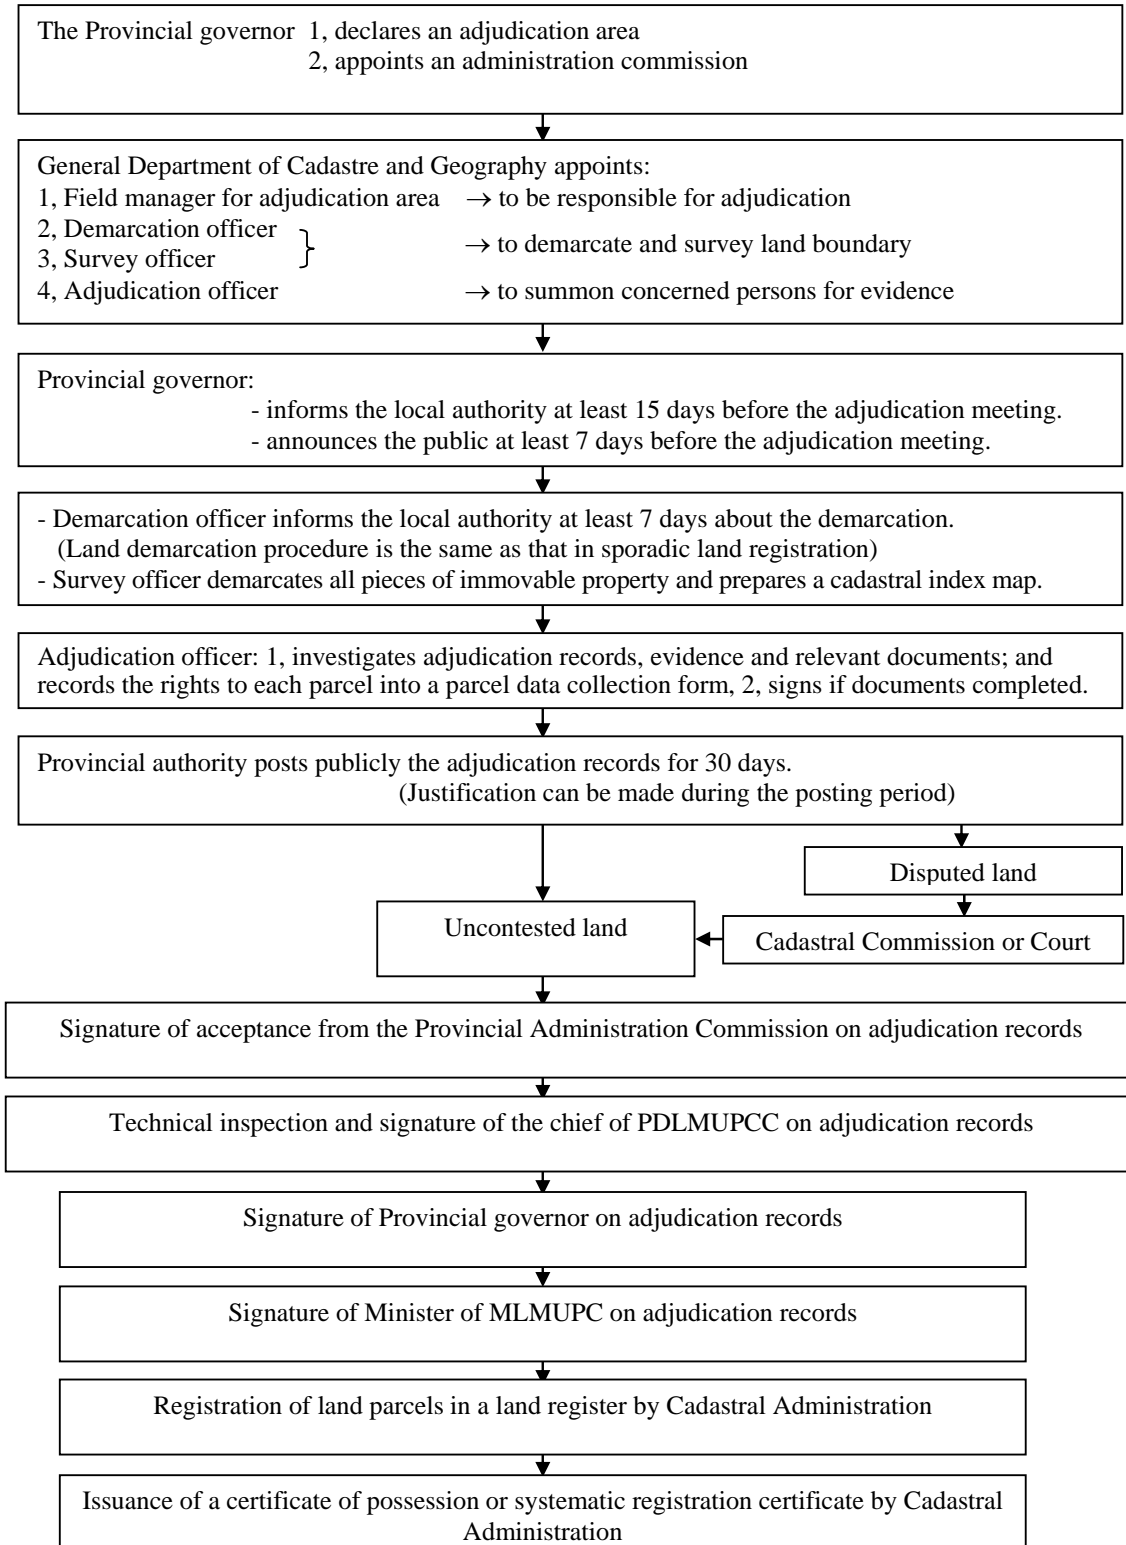 The Provincial governor 1, declares an adjudication area
2, appoints an administration commission
General Department of Cadastre and Geography appoints:
1, Field manager for adjudication area → to be responsible for adjudication
2, Demarcation officer
→ to demarcate and survey land boundary
3, Survey officer
4, Adjudication officer → to summon concerned persons for evidence
Provincial governor:
- informs the local authority at least 15 days before the adjudication meeting.
- announces the public at least 7 days before the adjudication meeting.
- Demarcation officer informs the local authority at least 7 days about the demarcation.
(Land demarcation procedure is the same as that in sporadic land registration)
- Survey officer demarcates all pieces of immovable property and prepares a cadastral index map.
Adjudication officer: 1, investigates adjudication records, evidence and relevant documents; and
records the rights to each parcel into a parcel data collection form, 2, signs if documents completed.
Provincial authority posts publicly the adjudication records for 30 days.
(Justification can be made during the posting period)
Disputed land
Uncontested land
Cadastral Commission or Court
Signature of acceptance from the Provincial Administration Commission on adjudication records
Technical inspection and signature of the chief of PDLMUPCC on adjudication records
Signature of Provincial governor on adjudication records
Signature of Minister of MLMUPC on adjudication records
Registration of land parcels in a land register by Cadastral Administration
Issuance of a certificate of possession or systematic registration certificate by Cadastral
Administration